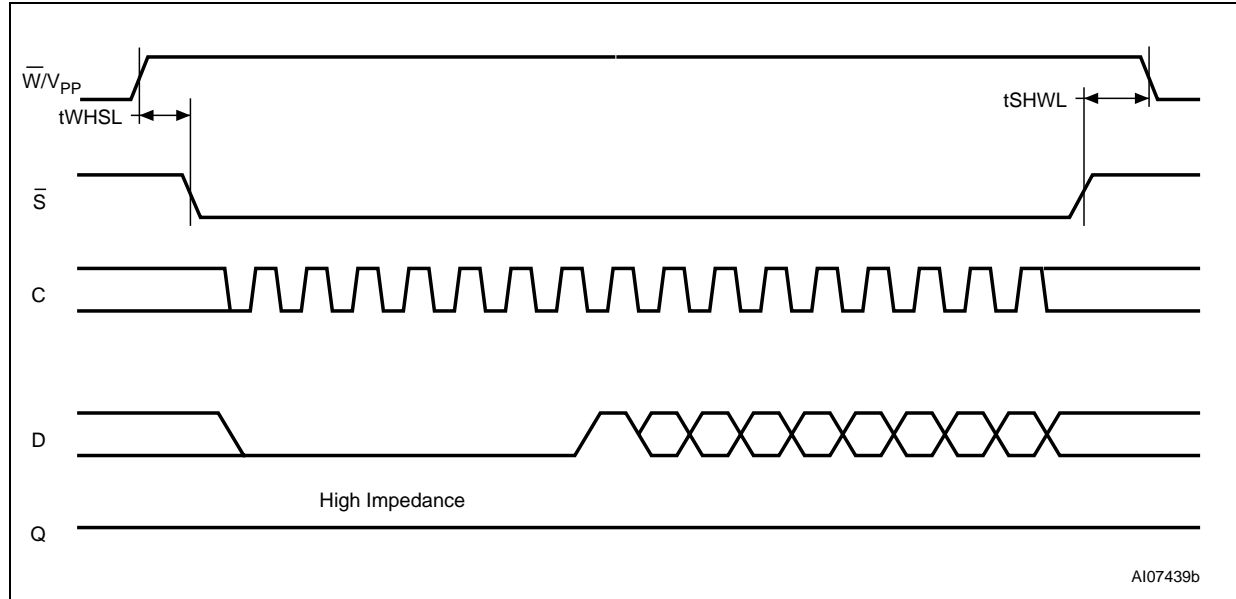 W̅/VPP
tWHSL
tSHWL
S̅
C
D
High Impedance
Q
AI07439b